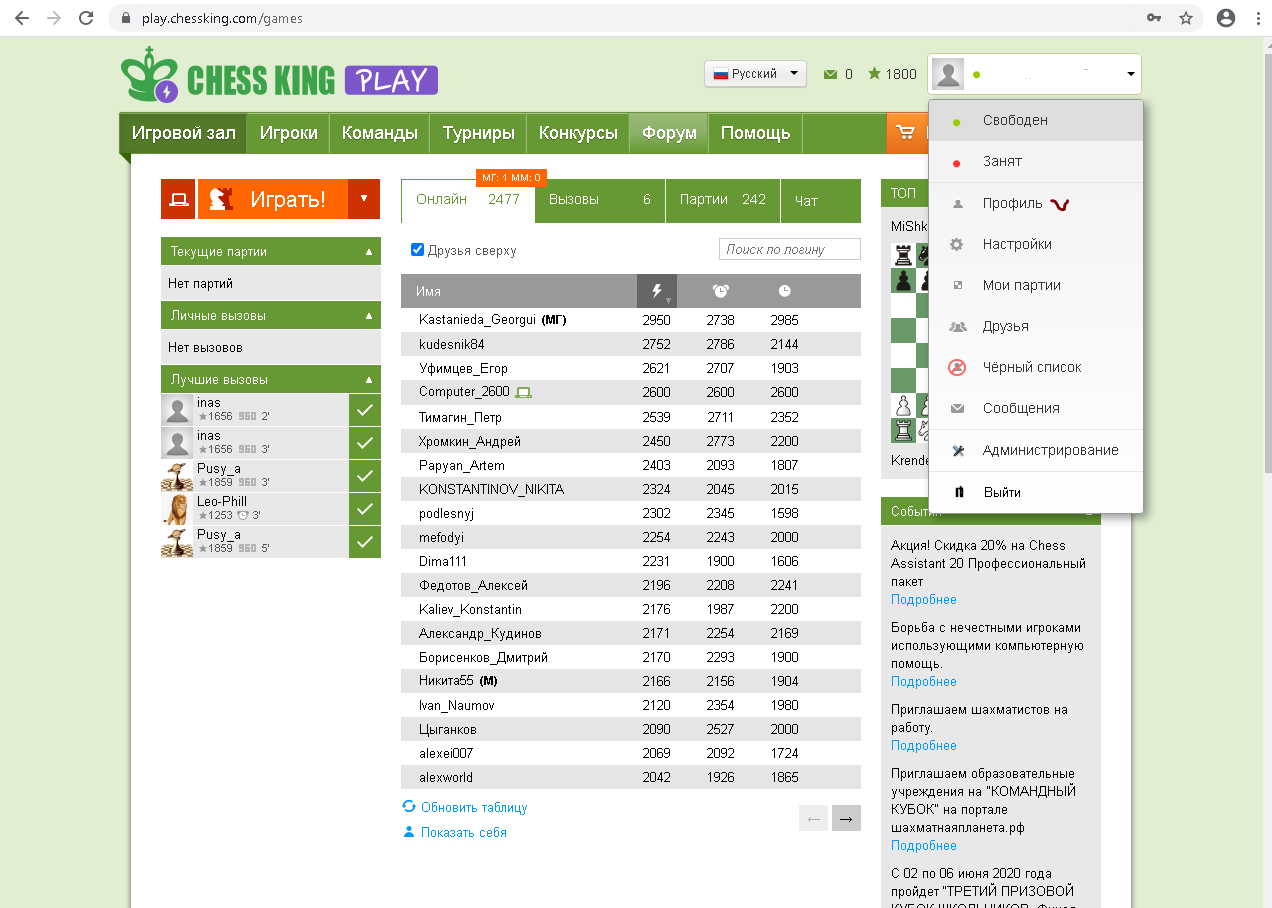 play.chessking.com/games
CHESS KING PLAY
Русский 0 1800
Игровой зал Игроки Команды Турниры Конкурсы Форум Помощь
Свободен
Занят
Профиль
Настройки
Мои партии
Друзья
Чёрный список
Сообщения
Администрирование
Выйти
Играть!
Текущие партии
Нет партий
Личные вызовы
Нет вызовов
Лучшие вызовы
inas
1656 960 2'
inas
1656 960 3'
Pusy_a
1859 960 3'
Leo-Phill
1253 3'
Pusy_a
1859 960 5'
МГ: 1 ММ: 0
Онлайн 2477 Вызовы 6 Партии 242 Чат
Друзья сверху Поиск по логину
Имя
Kastanieda_Georgui (МГ) 2950 2738 2985
kudesnik84 2752 2786 2144
Уфимцев_Егор 2621 2707 1903
Computer_2600 2600 2600 2600
Тимагин_Петр 2539 2711 2352
Хромкин_Андрей 2450 2773 2200
Papyan_Artem 2403 2093 1807
KONSTANTINOV_NIKITA 2324 2045 2015
podlesnyj 2302 2345 1598
mefodyi 2254 2243 2000
Dima111 2231 1900 1606
Федотов_Алексей 2196 2208 2241
Kaliev_Konstantin 2176 1987 2200
Александр_Кудинов 2171 2254 2169
Борисенков_Дмитрий 2170 2293 1900
Никита55 (М) 2166 2156 1904
Ivan_Naumov 2120 2354 1980
Цыганков 2090 2527 2000
alexei007 2069 2092 1724
alexworld 2042 1926 1865
Обновить таблицу
Показать себя
ТОП
MiShk
Krende
Событи
Акция! Скидка 20% на Chess
Assistant 20 Профессиональный
пакет
Подробнее
Борьба с нечестными игроками
использующими компьютерную
помощь.
Подробнее
Приглашаем шахматистов на
работу.
Подробнее
Приглашаем образовательные
учреждения на "КОМАНДНЫЙ
КУБОК" на портале
шахматнаяпланета.рф
Подробнее
С 02 по 06 июня 2020 года
пройдет "ТРЕТИЙ ПРИЗОВОЙ
КУБОК ШКОЛЬНИКОВ. Финал